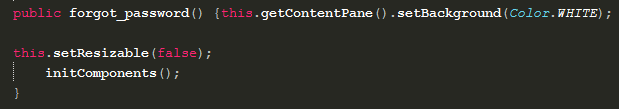 public forgot_password() {this.getContentPane().setBackground(Color.WHITE);
this.setResizable(false);
initComponents();
}